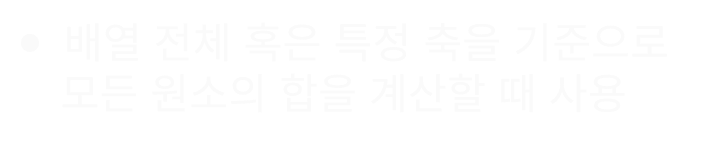 • 배열 전체 혹은 특정 축을 기준으로
모든 원소의 합을 계산할 때 사용